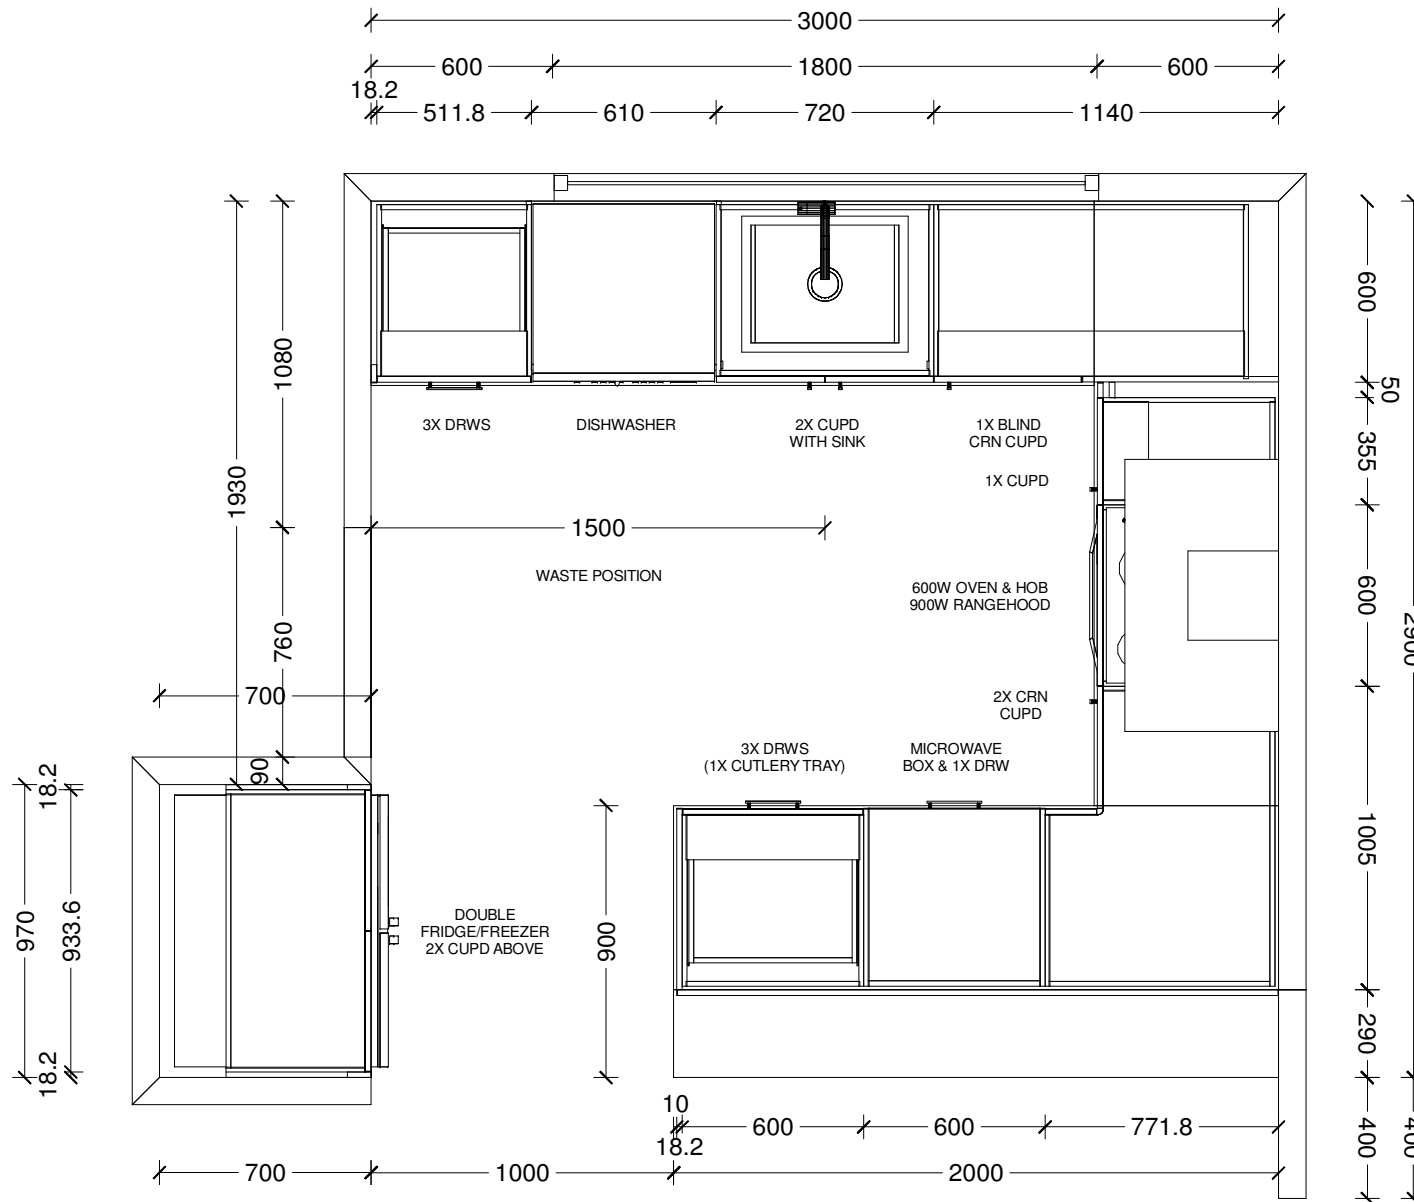 3000
600
1800
600
18.2
511.8
610
720
1140
3X DRWS
DISHWASHER
2X CUPD
WITH SINK
1X BLIND
CRN CUPD
1X CUPD
1080
1930
600
50
355
1500
WASTE POSITION
600W OVEN & HOB
900W RANGEHOOD
600
2900
760
700
2X CRN
CUPD
90
3X DRWS
(1X CUTLERY TRAY)
MICROWAVE
BOX & 1X DRW
18.2
970
933.6
18.2
DOUBLE
FRIDGE/FREEZER
2X CUPD ABOVE
900
1005
290
10
18.2
600
600
771.8
400
400
700
1000
2000